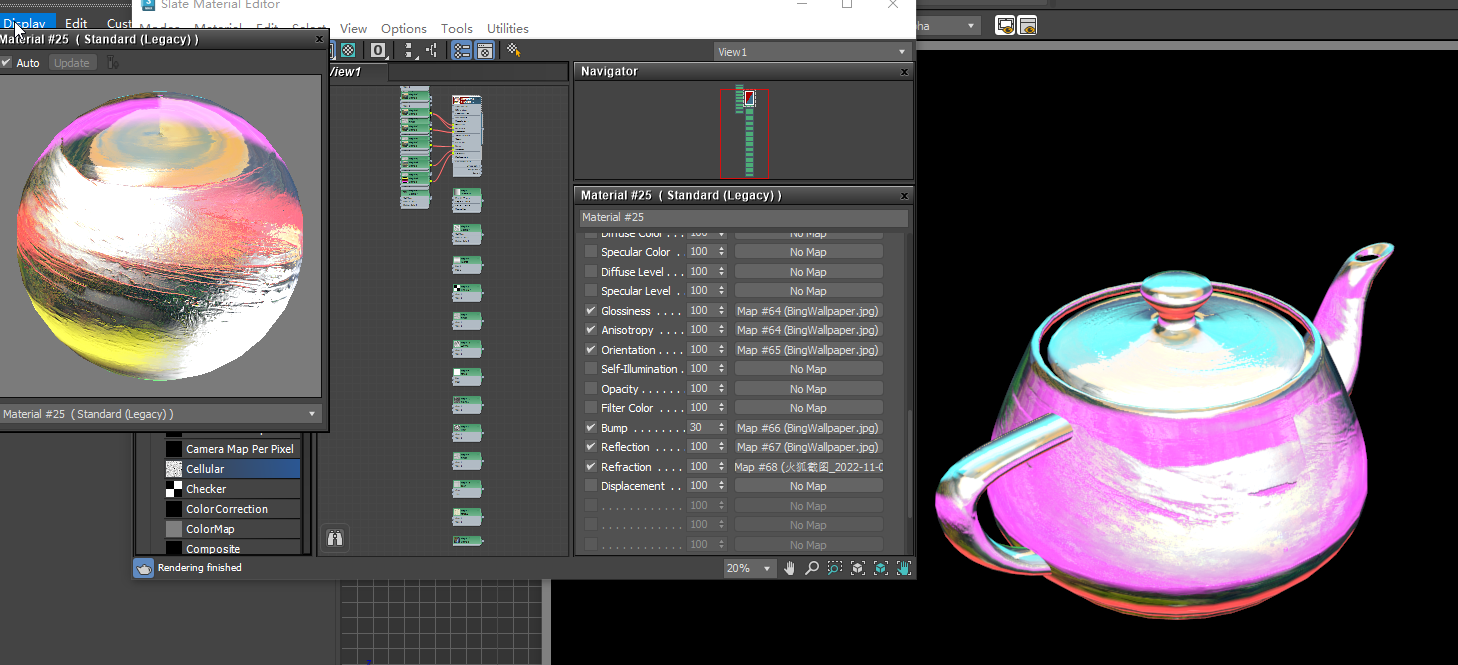 Slate Material Editor
Display Edit Cust
Modes Material Edit Select View Options Tools Utilities
ha
Material #25 ( Standard (Legacy) )
Auto Update
0
View1
View1
Navigator
Material #25 ( Standard (Legacy) )
Material #25
Diffuse Color . . . 100 No Map
Specular Color . 100 No Map
Diffuse Level . . . 100 No Map
Specular Level . 100 No Map
Glossiness . . . . 100 Map #64 (BingWallpaper.jpg)
Anisotropy . . . . 100 Map #64 (BingWallpaper.jpg)
Orientation . . . . 100 Map #65 (BingWallpaper.jpg)
Self-Illumination . 100 No Map
Opacity . . . . . . 100 No Map
Filter Color . . . . 100 No Map
Bump . . . . . . . . 30 Map #66 (BingWallpaper.jpg)
Reflection . . . . 100 Map #67 (BingWallpaper.jpg)
Refraction . . . . 100 Map #68 (火狐截图_2022-11-0
Displacement . . 100 No Map
. . . . . . . . . . . . . 100 No Map
. . . . . . . . . . . . . 100 No Map
. . . . . . . . . . . . . 100 No Map
Material #25 ( Standard (Legacy) )
Camera Map Per Pixel
Cellular
Checker
ColorCorrection
ColorMap
Composite
Rendering finished
20%